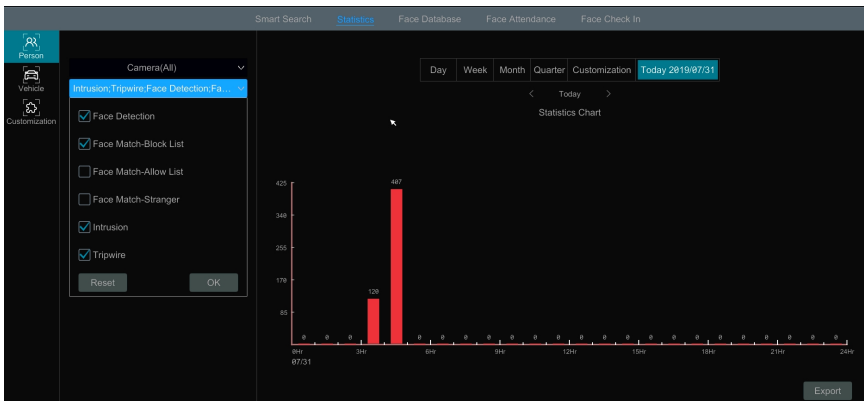 Smart Search Statistics Face Database Face Attendance Face Check In
Person
Vehicle
Customization
Camera(All)
Intrusion;Tripwire;Face Detection;Fa...
Face Detection
Face Match-Block List
Face Match-Allow List
Face Match-Stranger
Intrusion
Tripwire
Reset OK
Day Week Month Quarter Customization Today 2019/07/31
< Today >
Statistics Chart
425
340
255
170
85
407
120
0 0 0 0 0 0 0 0 0 0 0 0 0 0 0 0 0 0 0 0 0 0
0Hr 3Hr 6Hr 9Hr 12Hr 15Hr 18Hr 21Hr 24Hr
07/31
Export